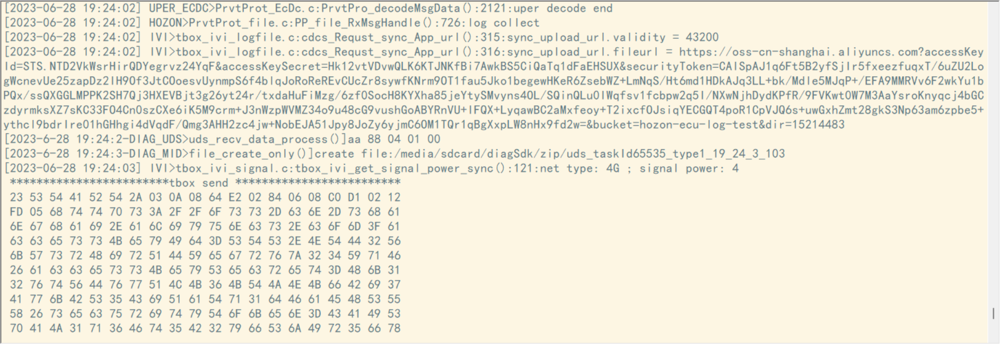 [2023-06-28 19:24:02] UPER_ECDC>PrvtProt_EcDc.c:PrvtPro_decodeMsgData():2121:uper decode end
[2023-06-28 19:24:02] HOZON>PrvtProt_file.c:PP_file_RxMsgHandle():726:log collect
[2023-06-28 19:24:02] IVI>tbox_ivi_logfile.c:cdcs_Requst_sync_App_url():315:sync_upload_url.validity = 43200
[2023-06-28 19:24:02] IVI>tbox_ivi_logfile.c:cdcs_Requst_sync_App_url():316:sync_upload_url.fileurl = https://oss-cn-shanghai.aliyuncs.com?accessKey
Id=STS.NTD2VkWsrHirQDYegrvz24YqF&accessKeySecret=Hk12vtVDvwQLK6KTJNKfBi7AwkBS5CiQaTq1dFaEHSUX&securityToken=CAISpAJ1q6Ft5B2yfSjIr5fxeezfuqxT/6uZU2Lo
gWcnevUe25zapDz2IH9Of3JtCOoesvUynmpS6f4blqJoRoReREvCUcZr8sywfKNrm9OT1fau5Jko1begewHKeR6ZsebWZ+LmNqS/Ht6md1HDkAJq3LL+bk/Mdle5MJqP+/EFA9MMRVv6F2wkYu1b
PQx/ssQXGGLMPPK2SH7Qj3HXEVBjt3g26yt24r/txdaHuFiMzg/6zfOSocH8KYXha85jeYtySMvyns4OL/SQinQLu0IWqfsv1fcbpw2q5I/NXwNjhDydKPfR/9FVKwt0W7M3AaYsroKnyqcj4bGC
zdyrmksXZ7sKC33FO4Cn0szCXe6iK5M9crm+J3nWzpWVMZ34o9u48cG9vushGoABYRnVU+IFQX+LyqawBC2aMxfeoy+T2ixcfOJsiqYECGQT4poR1CpVJQ6s+uwGxhZmt28gkS3Np63am6zpbe5+
ythcI9bdrIre01hGHhgi4dVqdF/Qmg3AHH2zc4jw+NobEJA51Jpy8JoZy6yjmC6OM1TQr1qBgXxpLW8nHx9fd2w=&bucket=hozon-ecu-log-test&dir=15214483
[2023-6-28 19:24:2-DIAG_UDS>uds_recv_data_process()]aa 88 04 01 00
[2023-6-28 19:24:3-DIAG_MID>file_create_only()]create file:/media/sdcard/diagSdk/zip/uds_taskId65535_type1_19_24_3_103
[2023-06-28 19:24:03] IVI>tbox_ivi_signal.c:tbox_ivi_get_signal_power_sync():121:net type: 4G ; signal power: 4
************************tbox send *************************
23 53 54 41 52 54 2A 03 0A 08 64 E2 02 84 06 08 C0 D1 02 12
FD 05 68 74 74 70 73 3A 2F 2F 6F 73 73 2D 63 6E 2D 73 68 61
6E 67 68 61 69 2E 61 6C 69 79 75 6E 63 73 2E 63 6F 6D 3F 61
63 63 65 73 73 4B 65 79 49 64 3D 53 54 53 2E 4E 54 44 32 56
6B 57 73 72 48 69 72 51 44 59 65 67 72 76 7A 32 34 59 71 46
26 61 63 63 65 73 73 4B 65 79 53 65 63 72 65 74 3D 48 6B 31
32 76 74 56 44 76 77 51 4C 4B 36 4B 54 4A 4E 4B 66 42 69 37
41 77 6B 42 53 35 43 69 51 61 54 71 31 64 46 61 45 48 53 55
58 26 73 65 63 75 72 69 74 79 54 6F 6B 65 6E 3D 43 41 49 53
70 41 4A 31 71 36 46 74 35 42 32 79 66 53 6A 49 72 35 66 78